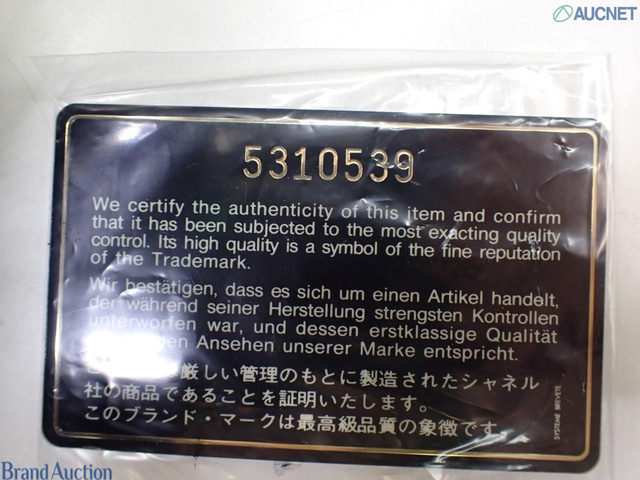 AUCNET
5310539
We certify the authenticity of this item and confirm
that it has been subjected to the most exacting quality
control. Its high quality is a symbol of the fine reputation
of the Trademark.
Wir bestätigen, dass es sich um einen Artikel handelt,
der während seiner Herstellung strengsten Kontrollen
unterworfen war, und dessen erstklassige Qualität
Ansehen unserer Marke entspricht.
厳しい管理のもとに製造されたシャネル
社の商品であることを証明いたします。
このブランド・マークは最高級品質の象徴です。
SYSTEME BREVETE
Brand Auction